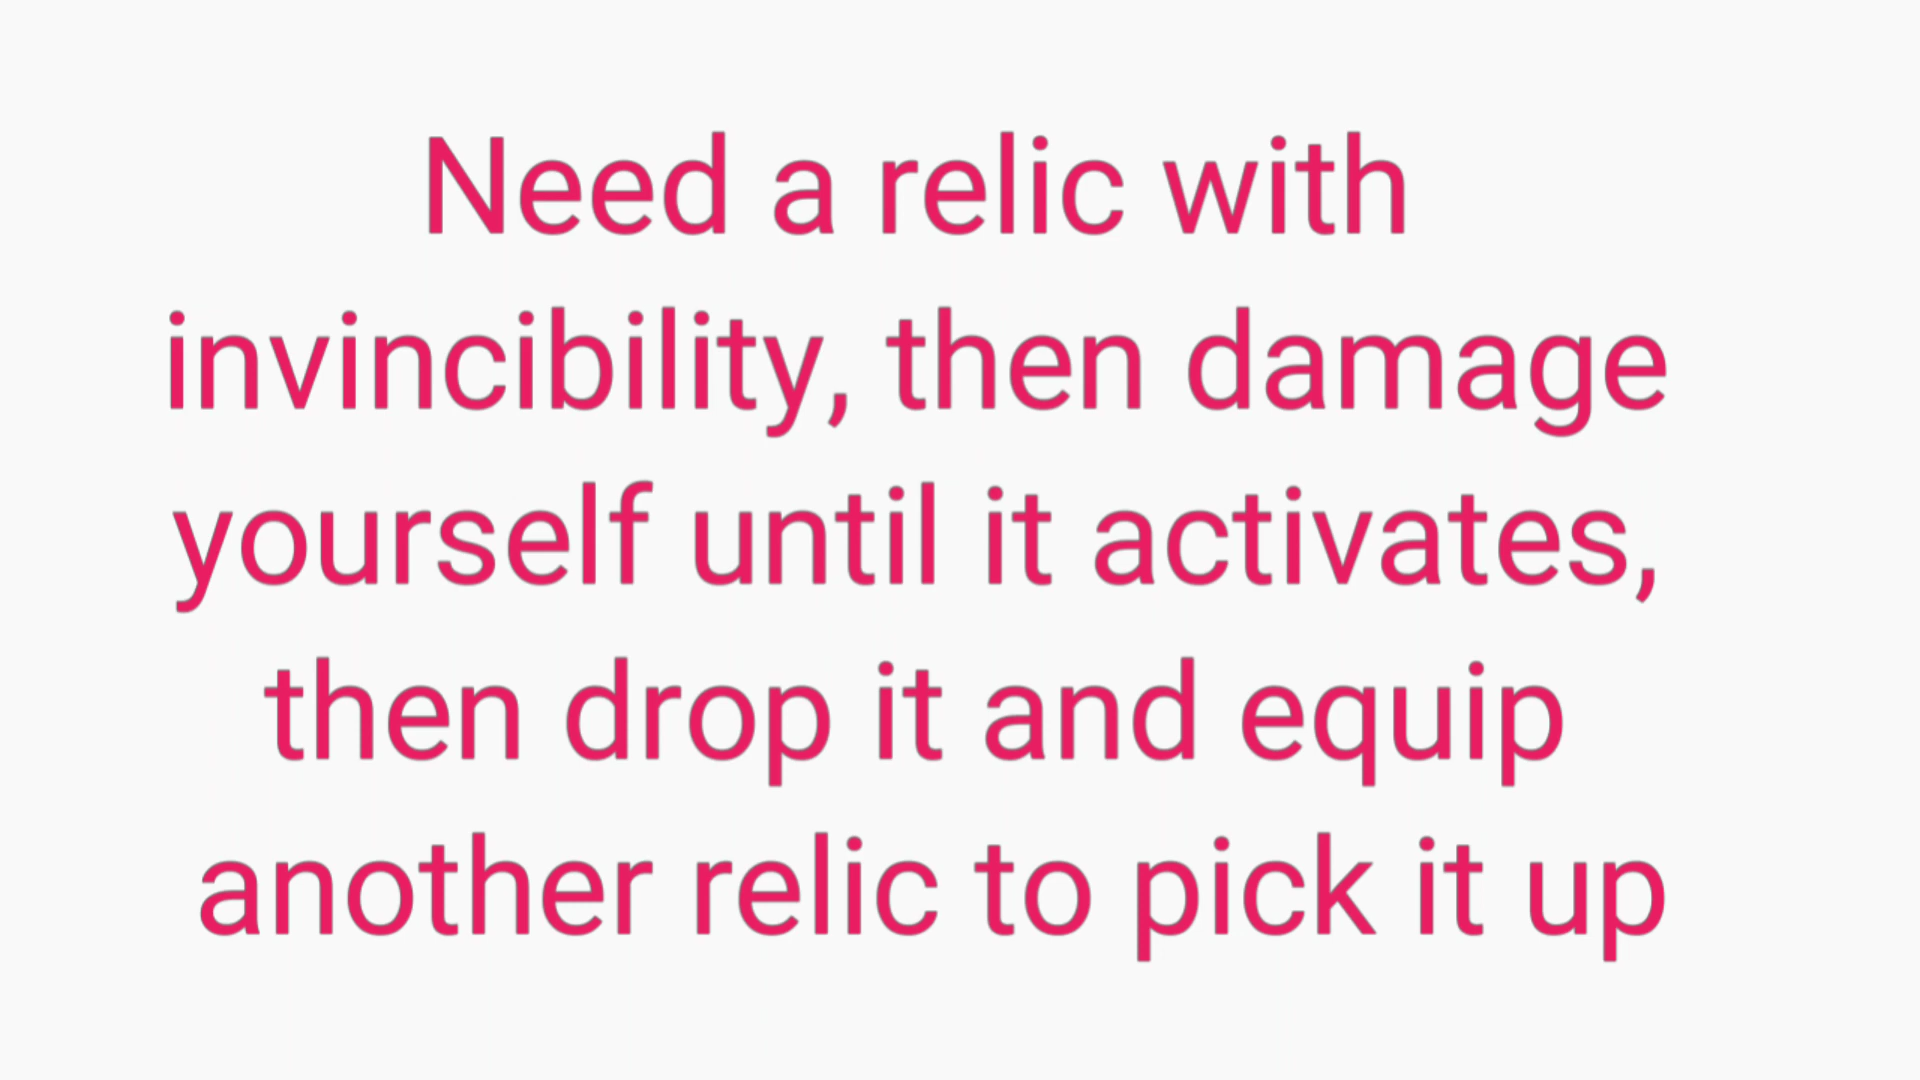 Need a relic with
invincibility, then damage
yourself until it activates,
then drop it and equip
another relic to pick it up